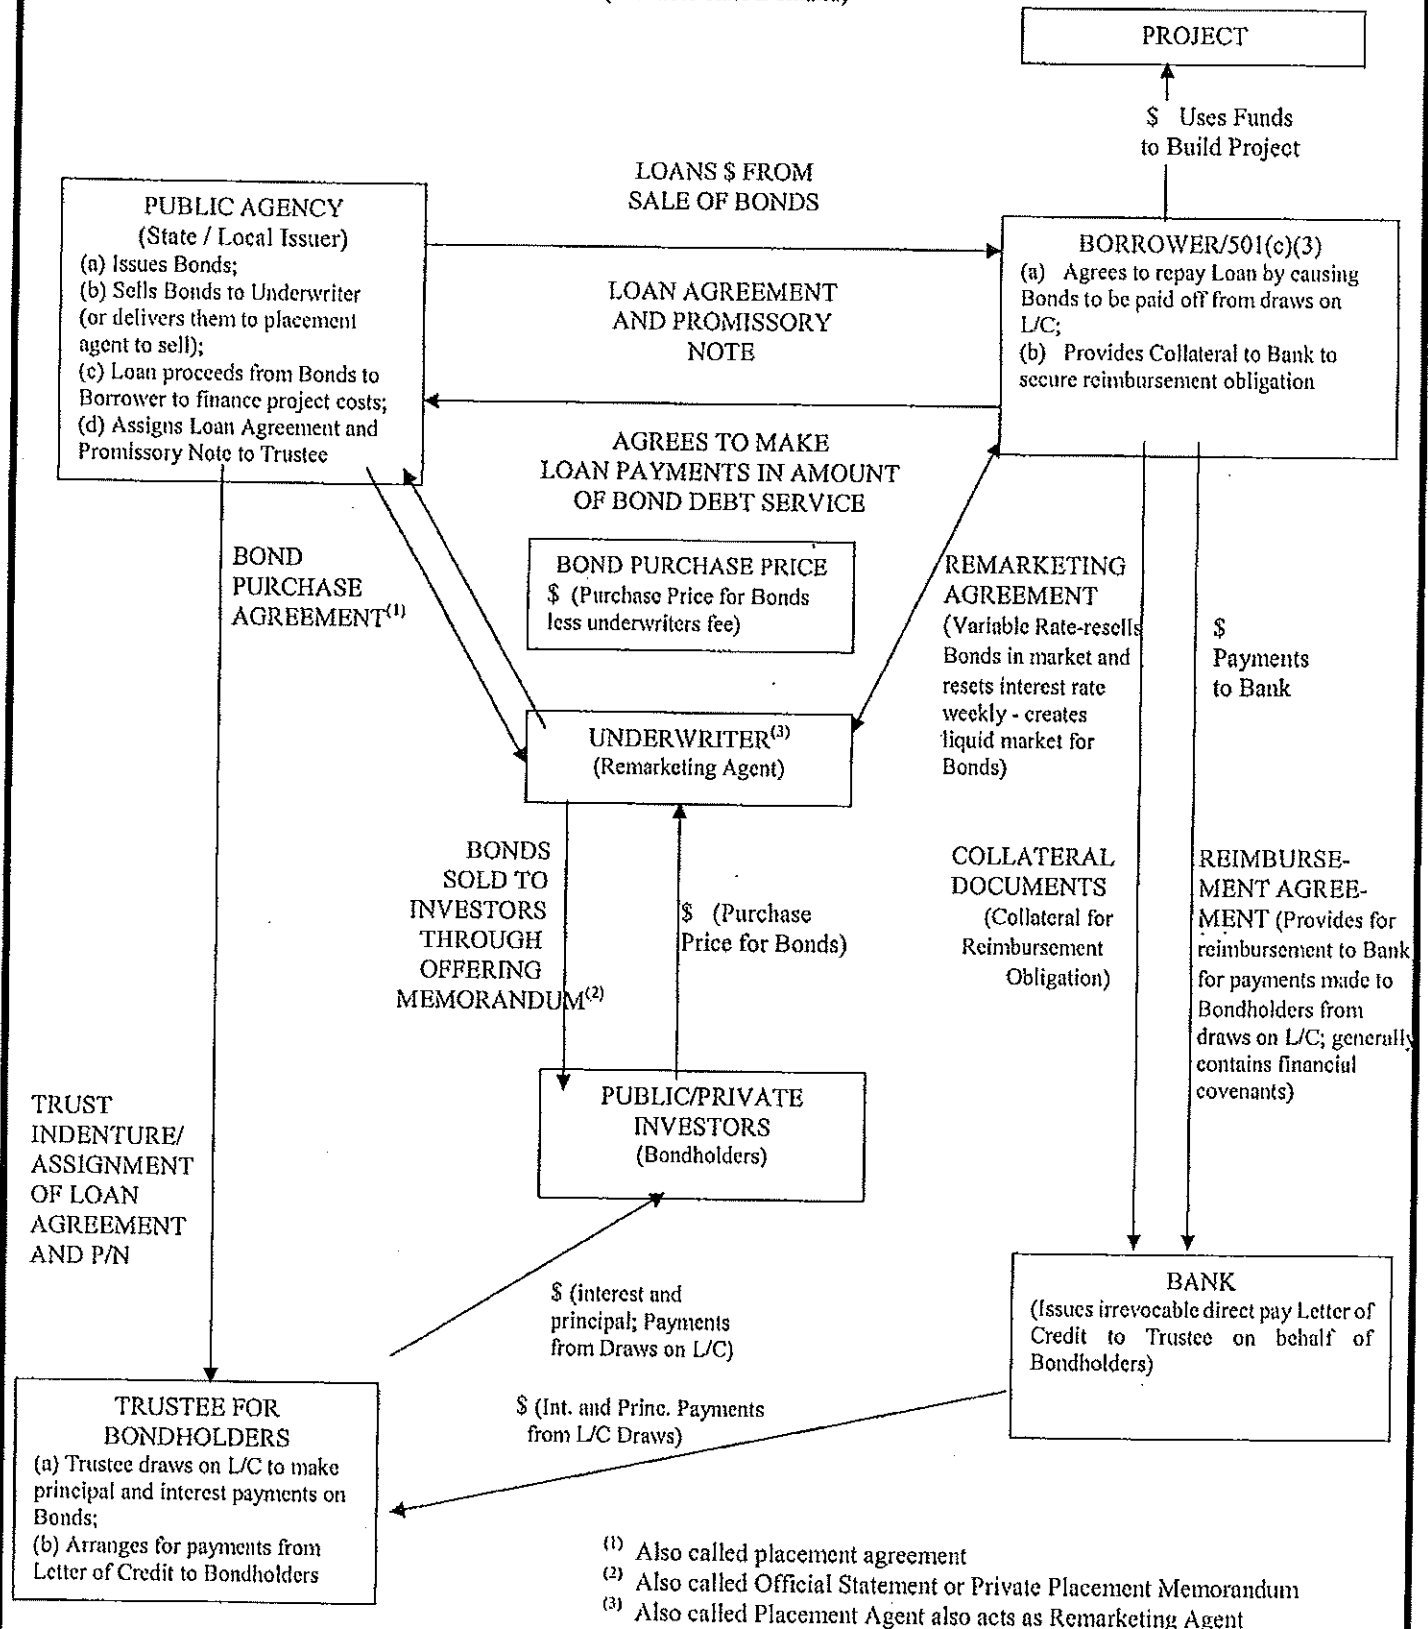 PROJECT
$ Uses Funds
to Build Project
LOANS $ FROM
SALE OF BONDS
PUBLIC AGENCY
(State / Local Issuer)
(a) Issues Bonds;
(b) Sells Bonds to Underwriter
(or delivers them to placement
agent to sell);
(c) Loan proceeds from Bonds to
Borrower to finance project costs;
(d) Assigns Loan Agreement and
Promissory Note to Trustee
BORROWER/501(c)(3)
(a) Agrees to repay Loan by causing
Bonds to be paid off from draws on
L/C;
(b) Provides Collateral to Bank to
secure reimbursement obligation
LOAN AGREEMENT
AND PROMISSORY
NOTE
AGREES TO MAKE
LOAN PAYMENTS IN AMOUNT
OF BOND DEBT SERVICE
BOND
PURCHASE
AGREEMENT(1)
BOND PURCHASE PRICE
$ (Purchase Price for Bonds
less underwriters fee)
REMARKETING
AGREEMENT
(Variable Rate-resells
Bonds in market and
resets interest rate
weekly - creates
liquid market for
Bonds)
$
Payments
to Bank
UNDERWRITER(3)
(Remarketing Agent)
BONDS
SOLD TO
INVESTORS
THROUGH
OFFERING
MEMORANDUM(2)
$ (Purchase
Price for Bonds)
COLLATERAL
DOCUMENTS
(Collateral for
Reimbursement
Obligation)
REIMBURSE-
MENT AGREE-
MENT (Provides for
reimbursement to Bank
for payments made to
Bondholders from
draws on L/C; generally
contains financial
covenants)
PUBLIC/PRIVATE
INVESTORS
(Bondholders)
TRUST
INDENTURE/
ASSIGNMENT
OF LOAN
AGREEMENT
AND P/N
$ (interest and
principal; Payments
from Draws on L/C)
BANK
(Issues irrevocable direct pay Letter of
Credit to Trustee on behalf of
Bondholders)
$ (Int. and Princ. Payments
from L/C Draws)
TRUSTEE FOR
BONDHOLDERS
(a) Trustee draws on L/C to make
principal and interest payments on
Bonds;
(b) Arranges for payments from
Letter of Credit to Bondholders
(1) Also called placement agreement
(2) Also called Official Statement or Private Placement Memorandum
(3) Also called Placement Agent also acts as Remarketing Agent